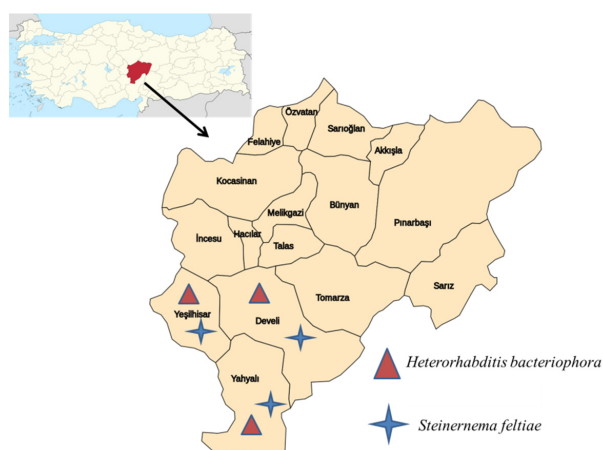 Özvatan
Sarıoğlan
Felahiye
Akkışla
Kocasinan
Bünyan
Melikgazi
Pınarbaşı
İncesu
Hacılar
Talas
Sarız
Tomarza
Yeşilhisar
Develi
Yahyalı
Heterorhabditis bacteriophora
Steinernema feltiae